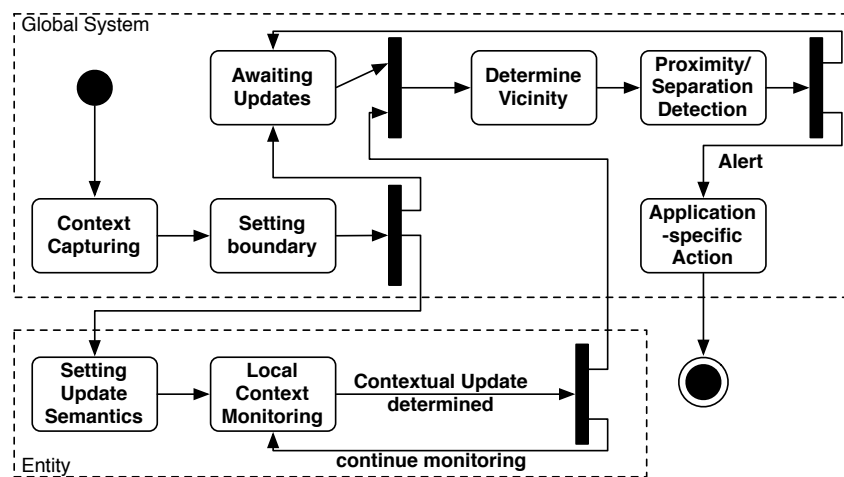 Global System
Awaiting
Updates
Determine
Vicinity
Proximity/
Separation
Detection
Alert
Context
Capturing
Setting
boundary
Application
-specific
Action
Setting
Update
Semantics
Local
Context
Monitoring
Contextual Update
determined
continue monitoring
Entity